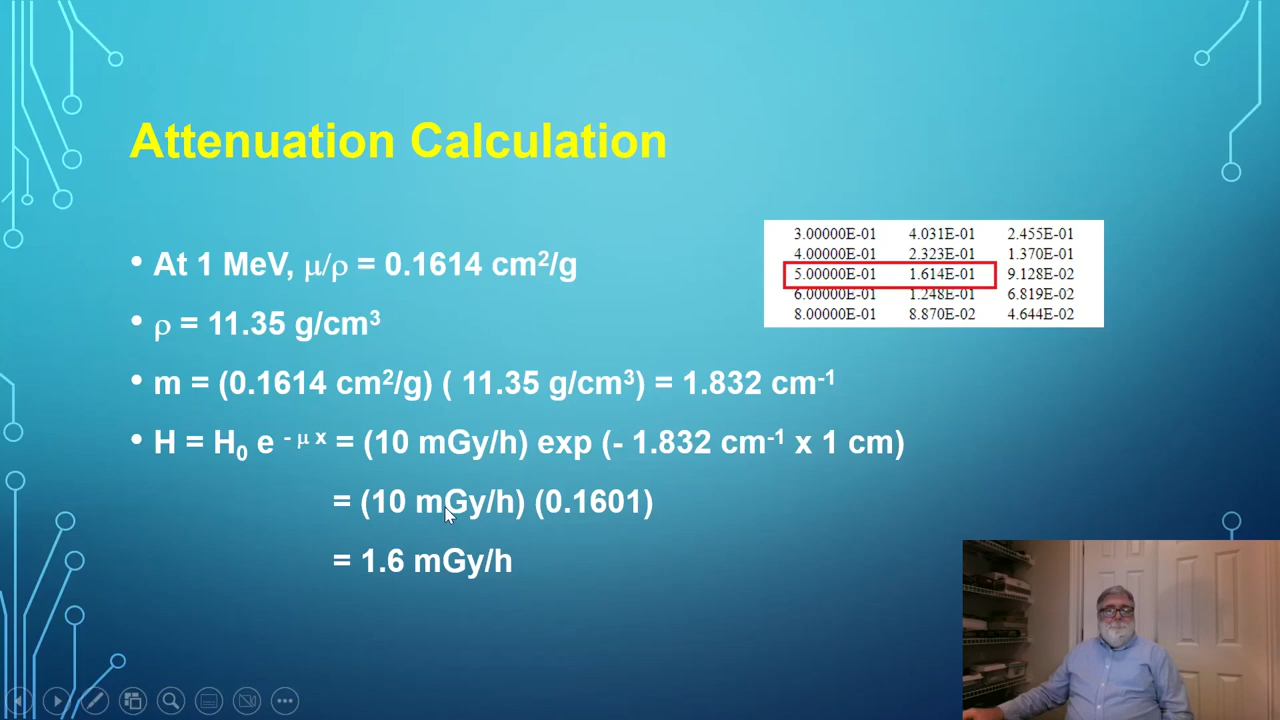 Attenuation Calculation
• At 1 MeV, μ/ρ = 0.1614 cm²/g
• ρ = 11.35 g/cm³
• m = (0.1614 cm²/g) ( 11.35 g/cm³) = 1.832 cm⁻¹
• H = H₀ e ⁻ ᵘ ˣ = (10 mGy/h) exp (- 1.832 cm⁻¹ x 1 cm)
= (10 mGy/h) (0.1601)
= 1.6 mGy/h
3.00000E-01 4.031E-01 2.455E-01
4.00000E-01 2.323E-01 1.370E-01
5.00000E-01 1.614E-01 9.128E-02
6.00000E-01 1.248E-01 6.819E-02
8.00000E-01 8.870E-02 4.644E-02